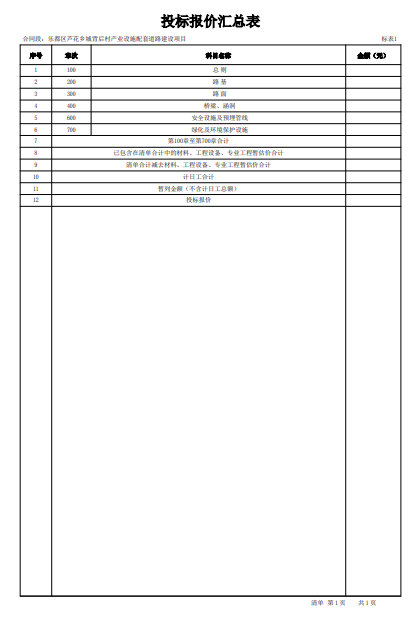 投标报价汇总表
合同段：乐都区芦花乡城背后村产业设施配套道路建设项目 标表1
序号 章次 科目名称 金额（元）
1 100 总 则
2 200 路 基
3 300 路 面
4 400 桥梁、涵洞
5 600 安全设施及预埋管线
6 700 绿化及环境保护设施
7 第100章至第700章合计
8 已包含在清单合计中的材料、工程设备、专业工程暂估价合计
9 清单合计减去材料、工程设备、专业工程暂估价合计
10 计日工合计
11 暂列金额（不含计日工总额）
12 投标报价
清单 第 1 页 共 1 页